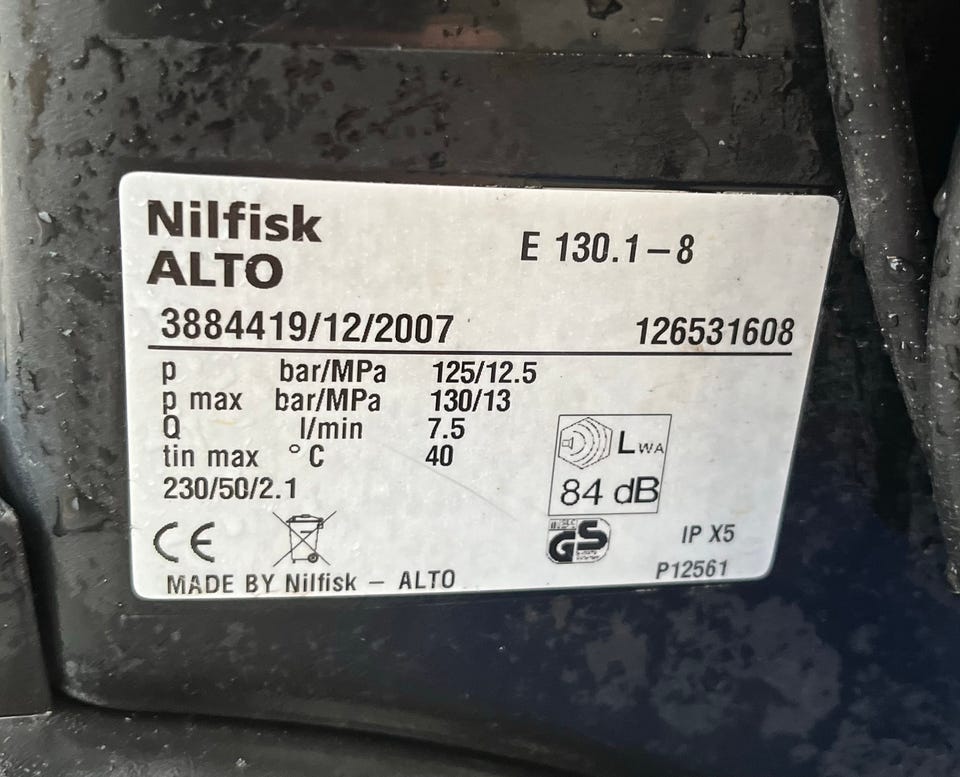 Nilfisk
ALTO
E 130.1–8
3884419/12/2007 126531608
p bar/MPa 125/12.5
p max bar/MPa 130/13
Q l/min 7.5
tin max °C 40
230/50/2.1
LWA
84 dB
CE
GS
IP X5
P12561
MADE BY Nilfisk – ALTO